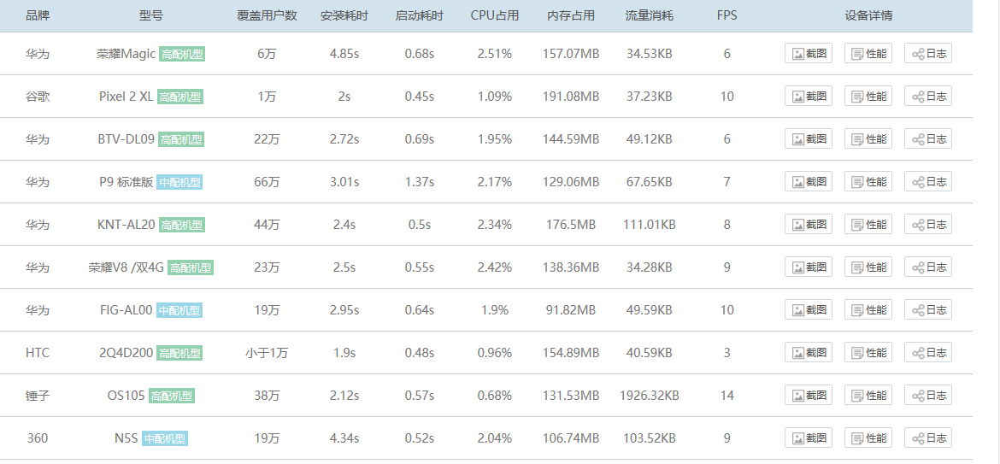 品牌 型号 覆盖用户数 安装耗时 启动耗时 CPU占用 内存占用 流量消耗 FPS 设备详情
华为 荣耀Magic 高配机型 6万 4.85s 0.68s 2.51% 157.07MB 34.53KB 6 截图 性能 日志
谷歌 Pixel 2 XL 高配机型 1万 2s 0.45s 1.09% 191.08MB 37.23KB 10 截图 性能 日志
华为 BTV-DL09 高配机型 22万 2.72s 0.69s 1.95% 144.59MB 49.12KB 6 截图 性能 日志
华为 P9 标准版 中配机型 66万 3.01s 1.37s 2.17% 129.06MB 67.65KB 7 截图 性能 日志
华为 KNT-AL20 高配机型 44万 2.4s 0.5s 2.34% 176.5MB 111.01KB 8 截图 性能 日志
华为 荣耀V8 /双4G 高配机型 23万 2.5s 0.55s 2.42% 138.36MB 34.28KB 9 截图 性能 日志
华为 FIG-AL00 中配机型 19万 2.95s 0.64s 1.9% 91.82MB 49.59KB 10 截图 性能 日志
HTC 2Q4D200 高配机型 小于1万 1.9s 0.48s 0.96% 154.89MB 40.59KB 3 截图 性能 日志
锤子 OS105 高配机型 38万 2.12s 0.57s 0.68% 131.53MB 1926.32KB 14 截图 性能 日志
360 N5S 中配机型 19万 4.34s 0.52s 2.04% 106.74MB 103.52KB 9 截图 性能 日志